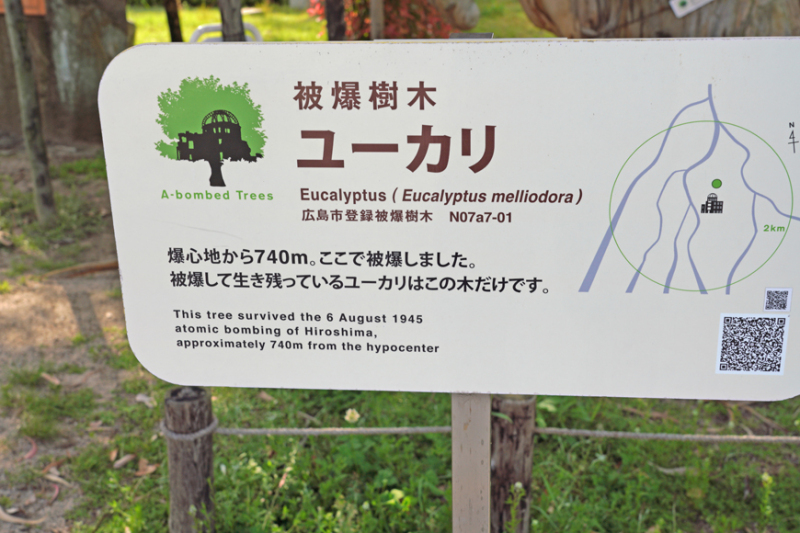 被爆樹木
ユーカリ
A-bombed Trees
Eucalyptus ( Eucalyptus melliodora )
広島市登録被爆樹木 N07a7-01
爆心地から740m。ここで被爆しました。
被爆して生き残っているユーカリはこの木だけです。
This tree survived the 6 August 1945
atomic bombing of Hiroshima,
approximately 740m from the hypocenter
N
2km